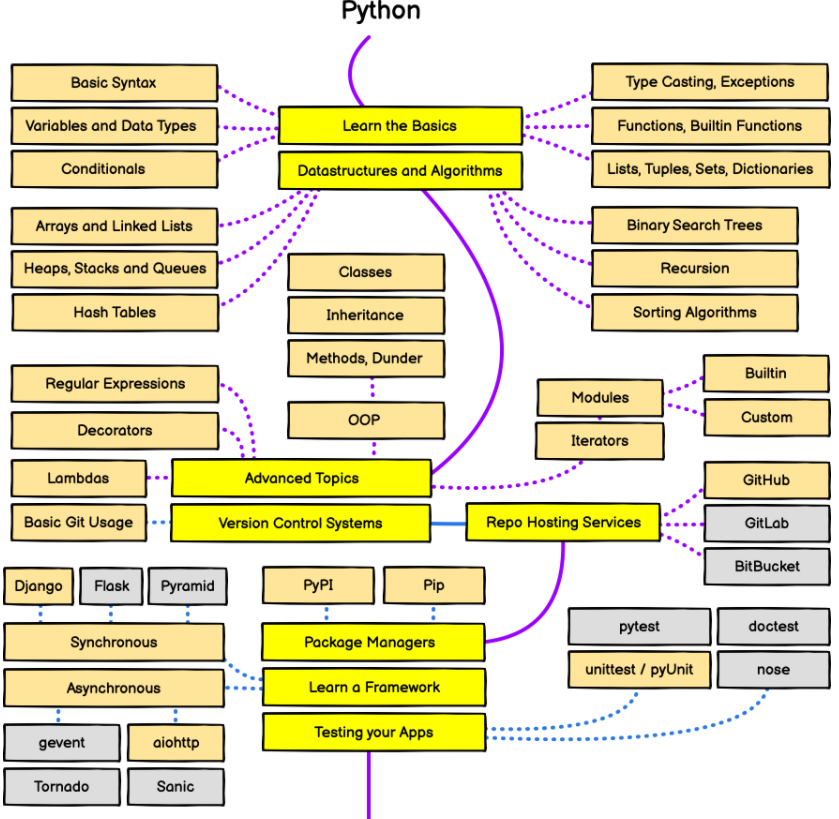 Python
Basic Syntax
Variables and Data Types
Conditionals
Learn the Basics
Type Casting, Exceptions
Functions, Builtin Functions
Lists, Tuples, Sets, Dictionaries
Datastructures and Algorithms
Arrays and Linked Lists
Heaps, Stacks and Queues
Hash Tables
Binary Search Trees
Recursion
Sorting Algorithms
Classes
Inheritance
Methods, Dunder
OOP
Regular Expressions
Decorators
Lambdas
Advanced Topics
Modules
Iterators
Builtin
Custom
Basic Git Usage
Version Control Systems
Repo Hosting Services
GitHub
GitLab
BitBucket
Django
Flask
Pyramid
Synchronous
Asynchronous
gevent
aiohttp
Tornado
Sanic
PyPI
Pip
Package Managers
Learn a Framework
Testing your Apps
pytest
doctest
unittest / pyUnit
nose